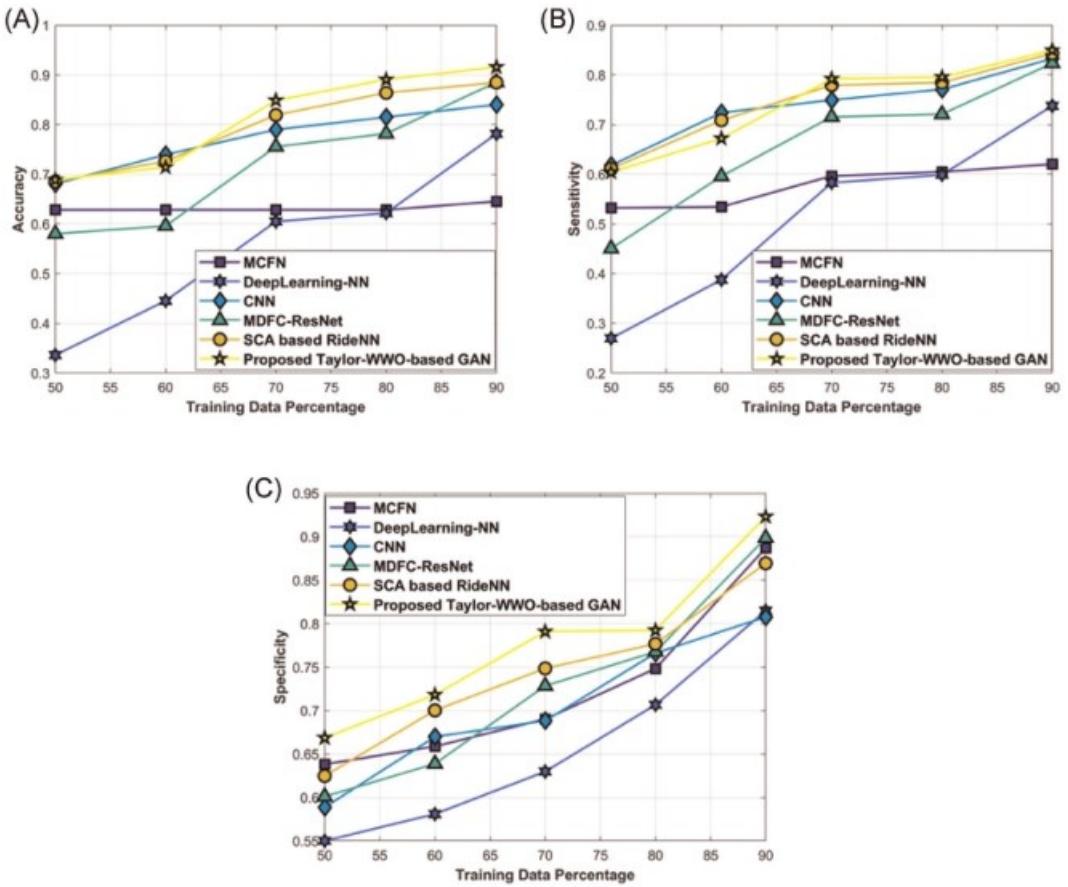 (A)
1
0.9
0.8
0.7
0.6
0.5
0.4
0.3
Accuracy
MCFN
DeepLearning-NN
CNN
MDFC-ResNet
SCA based RideNN
Proposed Taylor-WWO-based GAN
50 55 60 65 70 75 80 85 90
Training Data Percentage
(B)
0.9
0.8
0.7
0.6
0.5
0.4
0.3
0.2
Sensitivity
MCFN
DeepLearning-NN
CNN
MDFC-ResNet
SCA based RideNN
Proposed Taylor-WWO-based GAN
50 55 60 65 70 75 80 85 90
Training Data Percentage
(C)
0.95
0.9
0.85
0.8
0.75
0.7
0.65
0.6
0.55
Specificity
MCFN
DeepLearning-NN
CNN
MDFC-ResNet
SCA based RideNN
Proposed Taylor-WWO-based GAN
50 55 60 65 70 75 80 85 90
Training Data Percentage